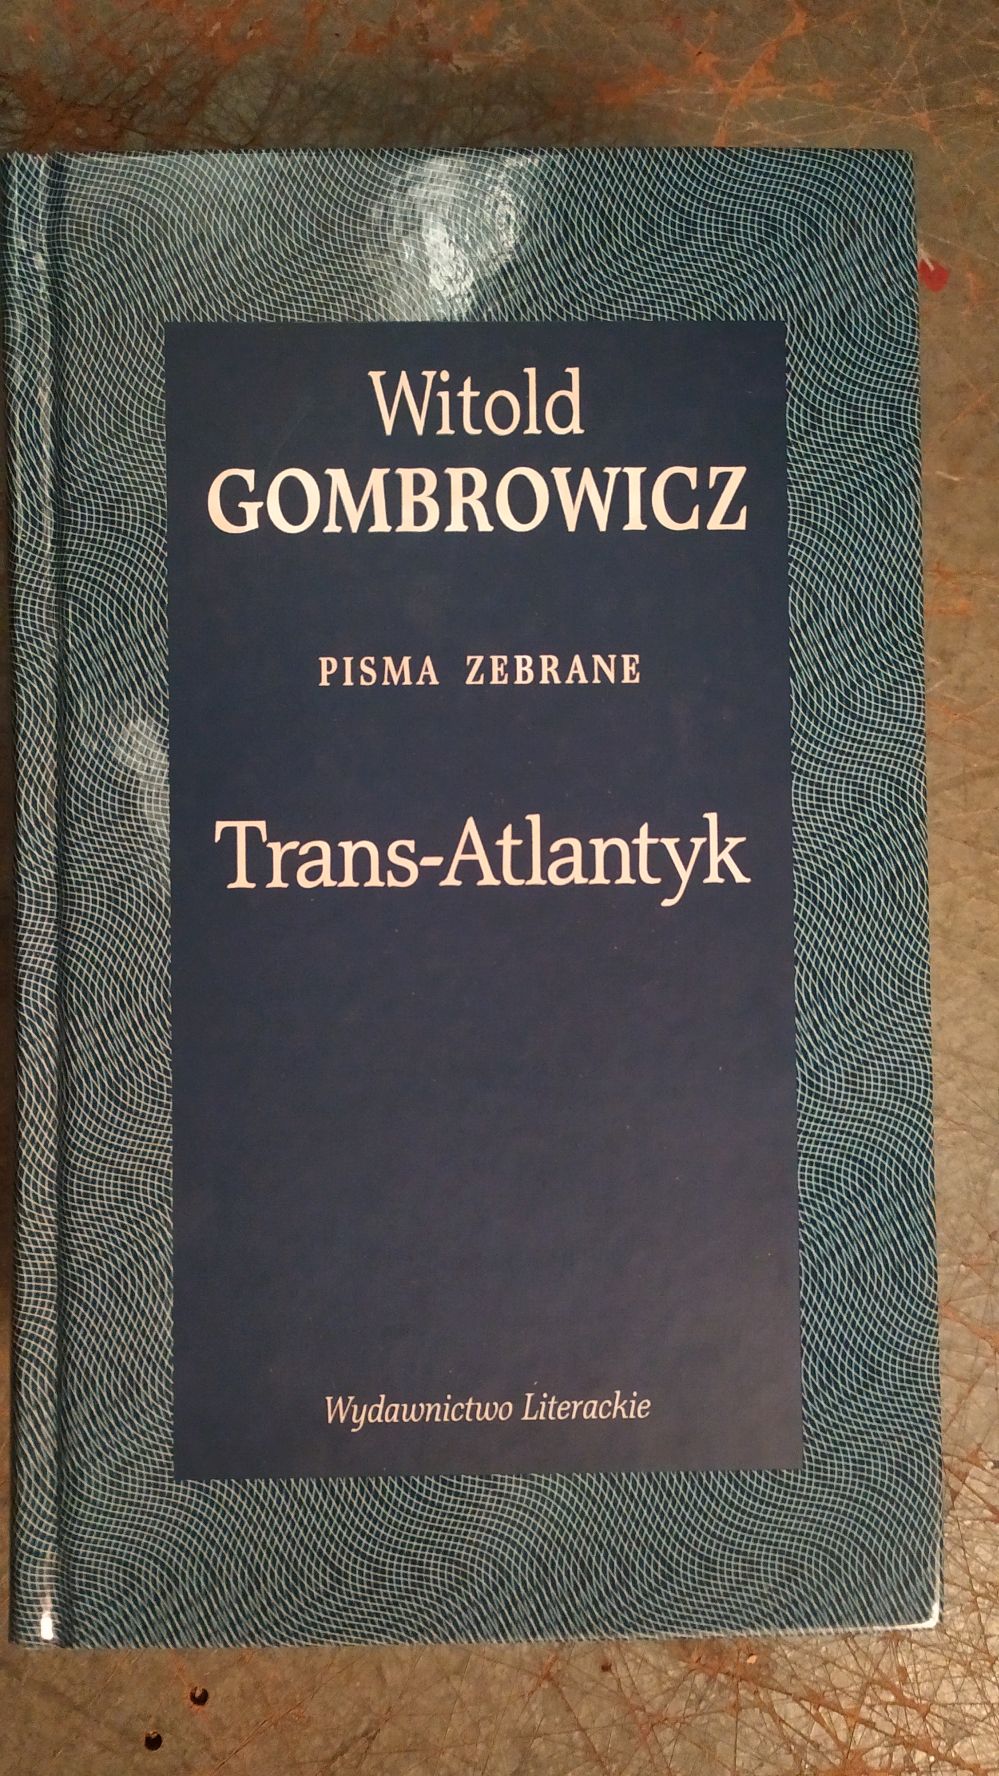 Witold
GOMBROWICZ
PISMA ZEBRANE
Trans-Atlantyk
Wydawnictwo Literackie